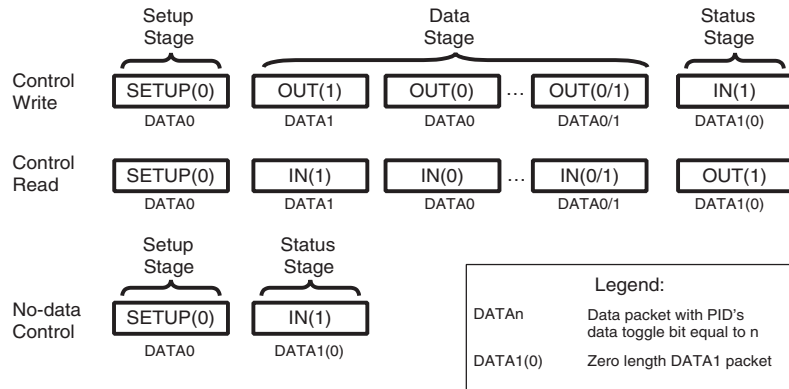 Setup Stage
Data Stage
Status Stage
Control Write
SETUP(0)
OUT(1)
OUT(0)
...
OUT(0/1)
IN(1)
DATA0
DATA1
DATA0
DATA0/1
DATA1(0)
Control Read
SETUP(0)
IN(1)
IN(0)
...
IN(0/1)
OUT(1)
DATA0
DATA1
DATA0
DATA0/1
DATA1(0)
Setup Stage
Status Stage
No-data Control
SETUP(0)
IN(1)
DATA0
DATA1(0)
Legend:
DATAn
Data packet with PID's
data toggle bit equal to n
DATA1(0)
Zero length DATA1 packet